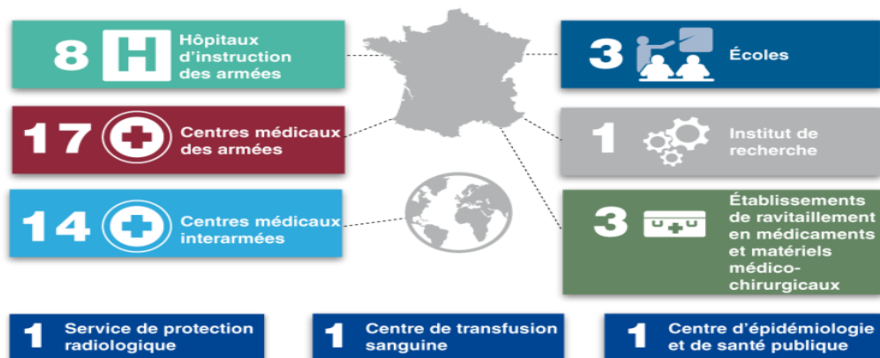 8 H Hôpitaux
d'instruction
des armées
3 Écoles
17 Centres médicaux
des armées
1 Institut de
recherche
14 Centres médicaux
interarmées
3 Établissements
de ravitaillement
en médicaments
et matériels
médico-
chirurgicaux
1 Service de protection
radiologique
1 Centre de transfusion
sanguine
1 Centre d'épidémiologie
et de santé publique